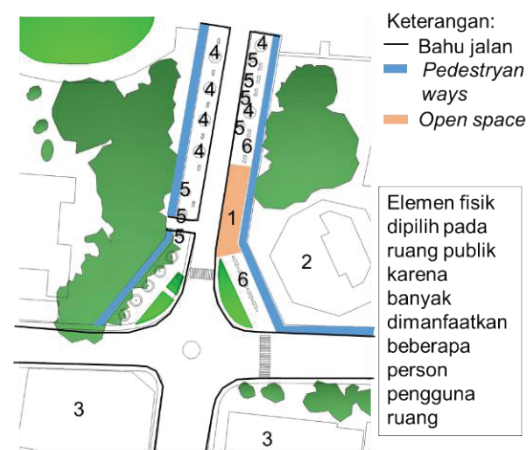 Keterangan:
Bahu jalan
Pedestryan
ways
Open space
Elemen fisik
dipilih pada
ruang publik
karena
banyak
dimanfaatkan
beberapa
person
pengguna
ruang
4
4
4
4
5
5
5
4
5
5
4
5
6
1
2
6
3
3